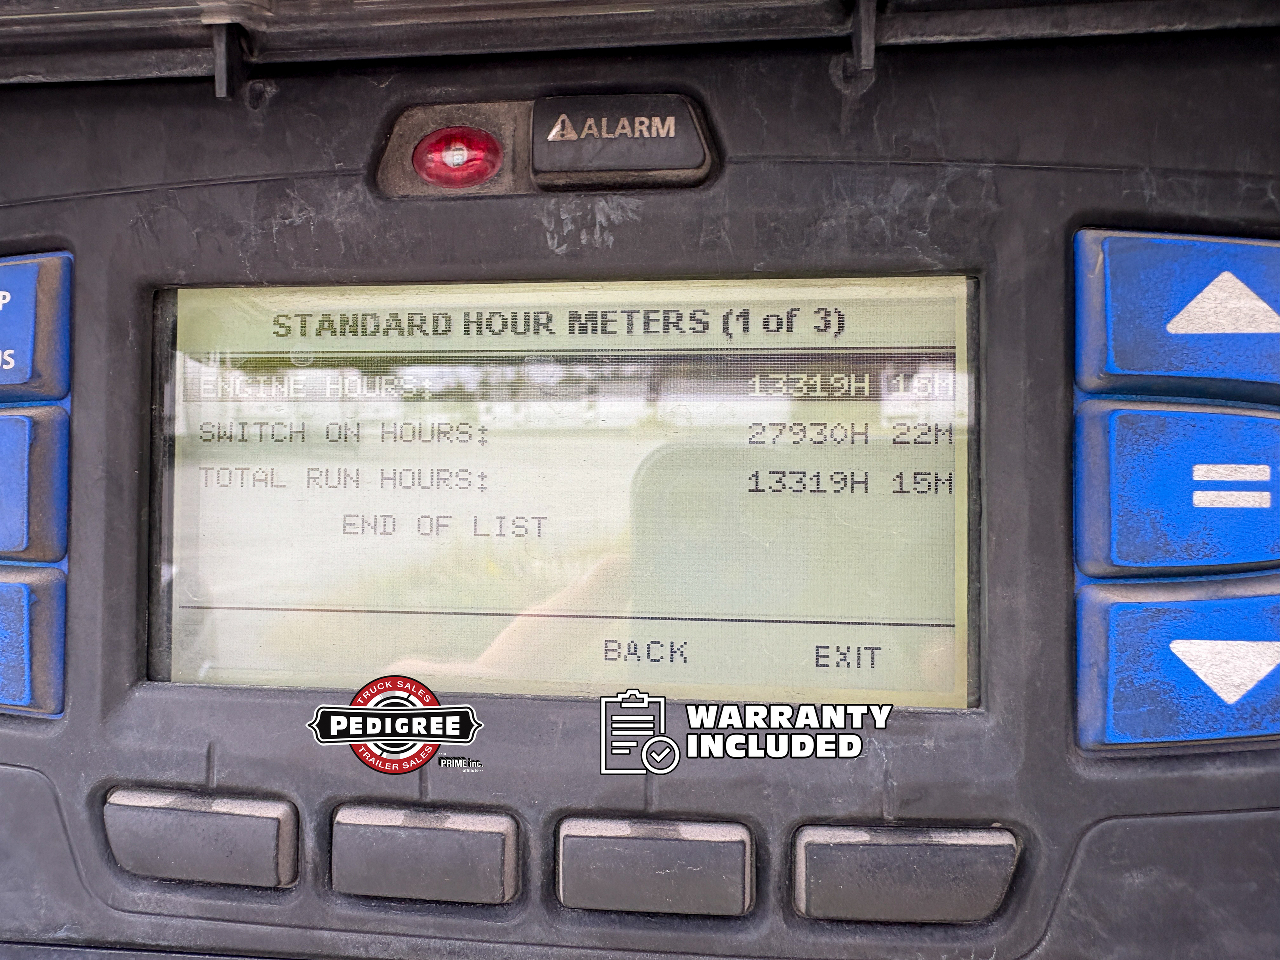 ALARM
P
US
STANDARD HOUR METERS (1 of 3)
ENGINE HOURS: 13319H 15M
SWITCH ON HOURS: 27930H 22M
TOTAL RUN HOURS: 13319H 15M
END OF LIST
BACK EXIT
TRUCK SALES
PEDIGREE
TRAILER SALES
PRIME inc.
WARRANTY
INCLUDED